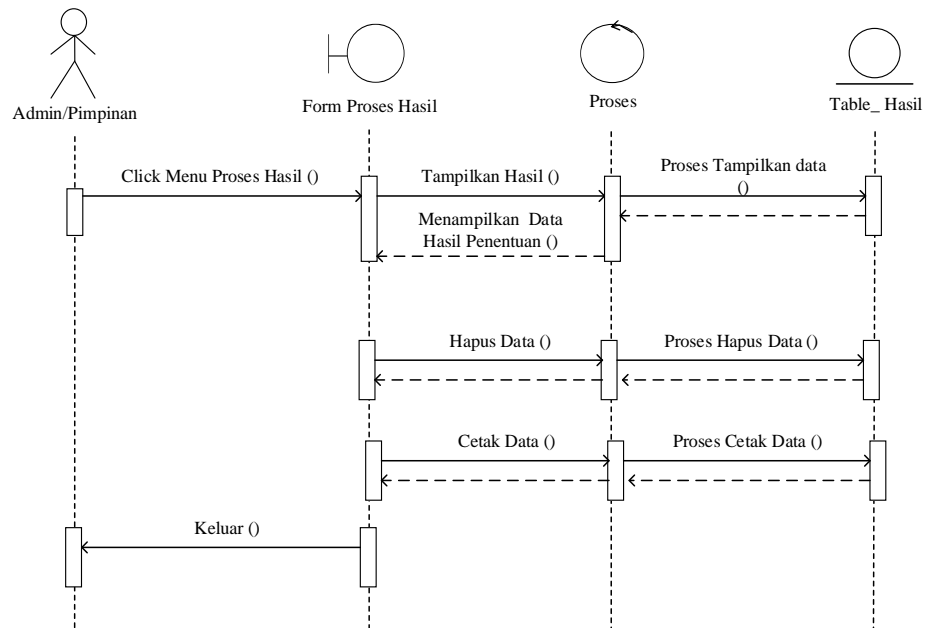 Admin/Pimpinan
Form Proses Hasil
Proses
Table_ Hasil
Click Menu Proses Hasil ()
Tampilkan Hasil ()
Proses Tampilkan data
()
Menampilkan Data
Hasil Penentuan ()
Hapus Data ()
Proses Hapus Data ()
Cetak Data ()
Proses Cetak Data ()
Keluar ()